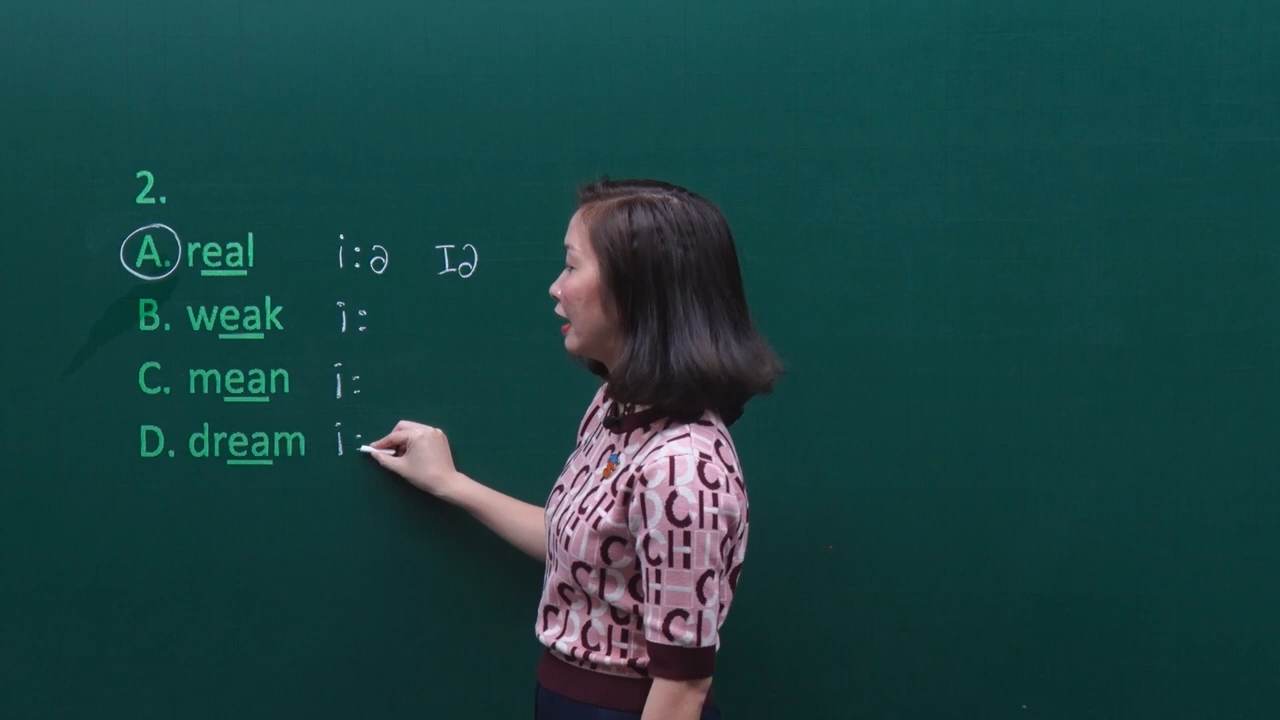 2.
A. real i:ə ɪə
B. weak i:
C. mean i:
D. dream i: